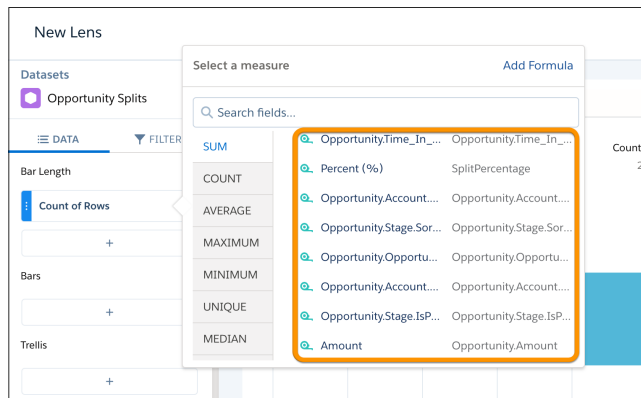 New Lens
Datasets
Opportunity Splits
DATA
FILTER
Bar Length
Count of Rows
+
Bars
+
Trellis
+
Select a measure
Add Formula
Search fields...
SUM
COUNT
AVERAGE
MAXIMUM
MINIMUM
UNIQUE
MEDIAN
Opportunity.Time_In_... Opportunity.Time_In_...
Percent (%) SplitPercentage
Opportunity.Account.... Opportunity.Account....
Opportunity.Stage.Sor... Opportunity.Stage.Sor...
Opportunity.Opportu... Opportunity.Opportu...
Opportunity.Account.... Opportunity.Account....
Opportunity.Stage.IsP... Opportunity.Stage.IsP...
Amount Opportunity.Amount
Count